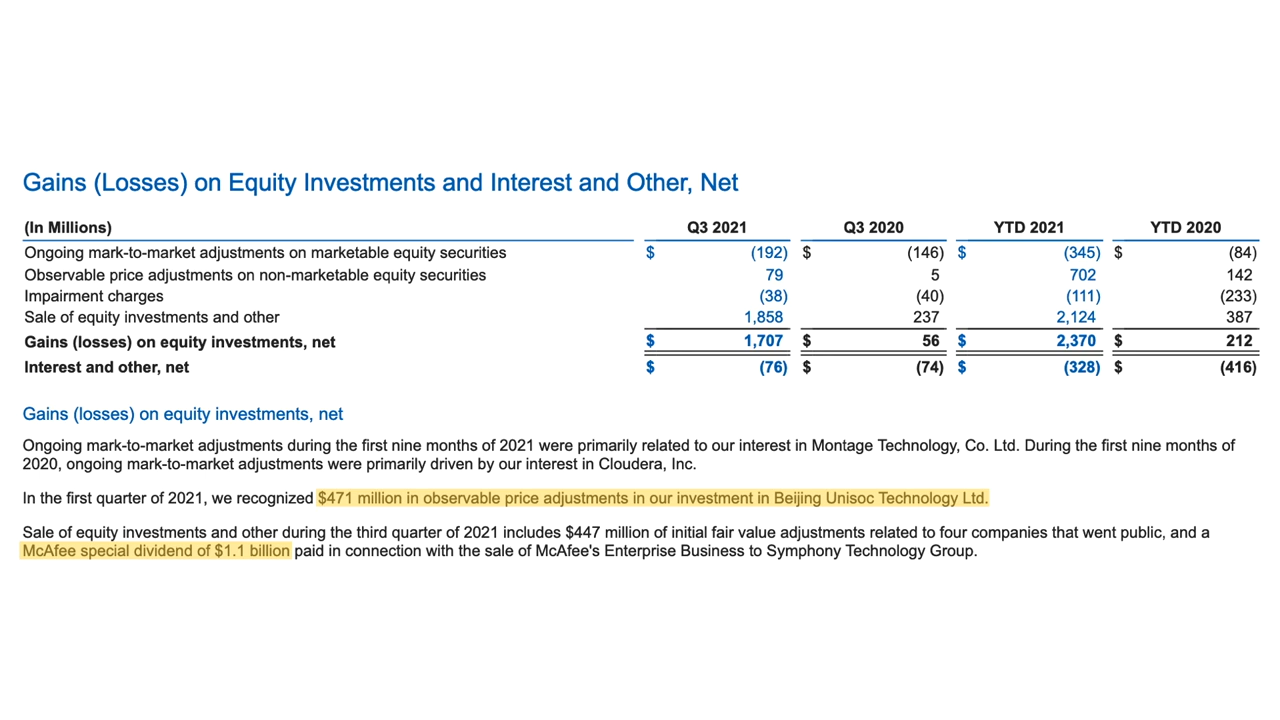 Gains (Losses) on Equity Investments and Interest and Other, Net
(In Millions) Q3 2021 Q3 2020 YTD 2021 YTD 2020
Ongoing mark-to-market adjustments on marketable equity securities $ (192) $ (146) $ (345) $ (84)
Observable price adjustments on non-marketable equity securities 79 5 702 142
Impairment charges (38) (40) (111) (233)
Sale of equity investments and other 1,858 237 2,124 387
Gains (losses) on equity investments, net $ 1,707 $ 56 $ 2,370 $ 212
Interest and other, net $ (76) $ (74) $ (328) $ (416)
Gains (losses) on equity investments, net
Ongoing mark-to-market adjustments during the first nine months of 2021 were primarily related to our interest in Montage Technology, Co. Ltd. During the first nine months of
2020, ongoing mark-to-market adjustments were primarily driven by our interest in Cloudera, Inc.
In the first quarter of 2021, we recognized $471 million in observable price adjustments in our investment in Beijing Unisoc Technology Ltd.
Sale of equity investments and other during the third quarter of 2021 includes $447 million of initial fair value adjustments related to four companies that went public, and a
McAfee special dividend of $1.1 billion paid in connection with the sale of McAfee's Enterprise Business to Symphony Technology Group.